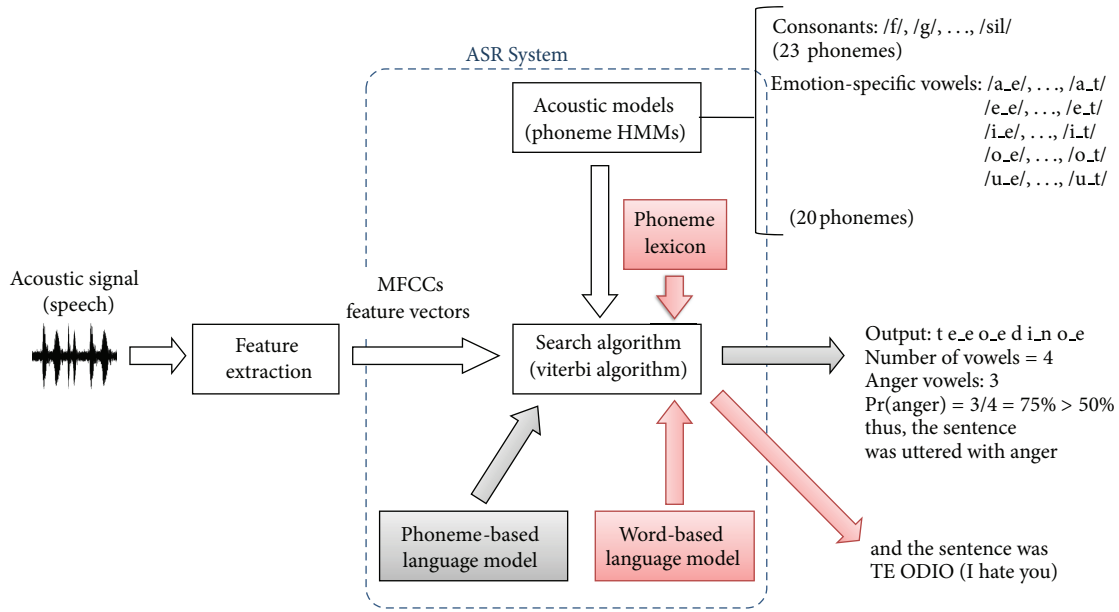 ASR System
Acoustic models
(phoneme HMMs)
Consonants: /f/, /g/, . . ., /sil/
(23 phonemes)
Emotion-specific vowels: /a_e/, . . ., /a_t/
/e_e/, . . ., /e_t/
/i_e/, . . ., /i_t/
/o_e/, . . ., /o_t/
/u_e/, . . ., /u_t/
(20 phonemes)
Phoneme
lexicon
Acoustic signal
(speech)
Feature
extraction
MFCCs
feature vectors
Search algorithm
(viterbi algorithm)
Output: t e_e o_e d i_n o_e
Number of vowels = 4
Anger vowels: 3
Pr(anger) = 3/4 = 75% > 50%
thus, the sentence
was uttered with anger
Phoneme-based
language model
Word-based
language model
and the sentence was
TE ODIO (I hate you)